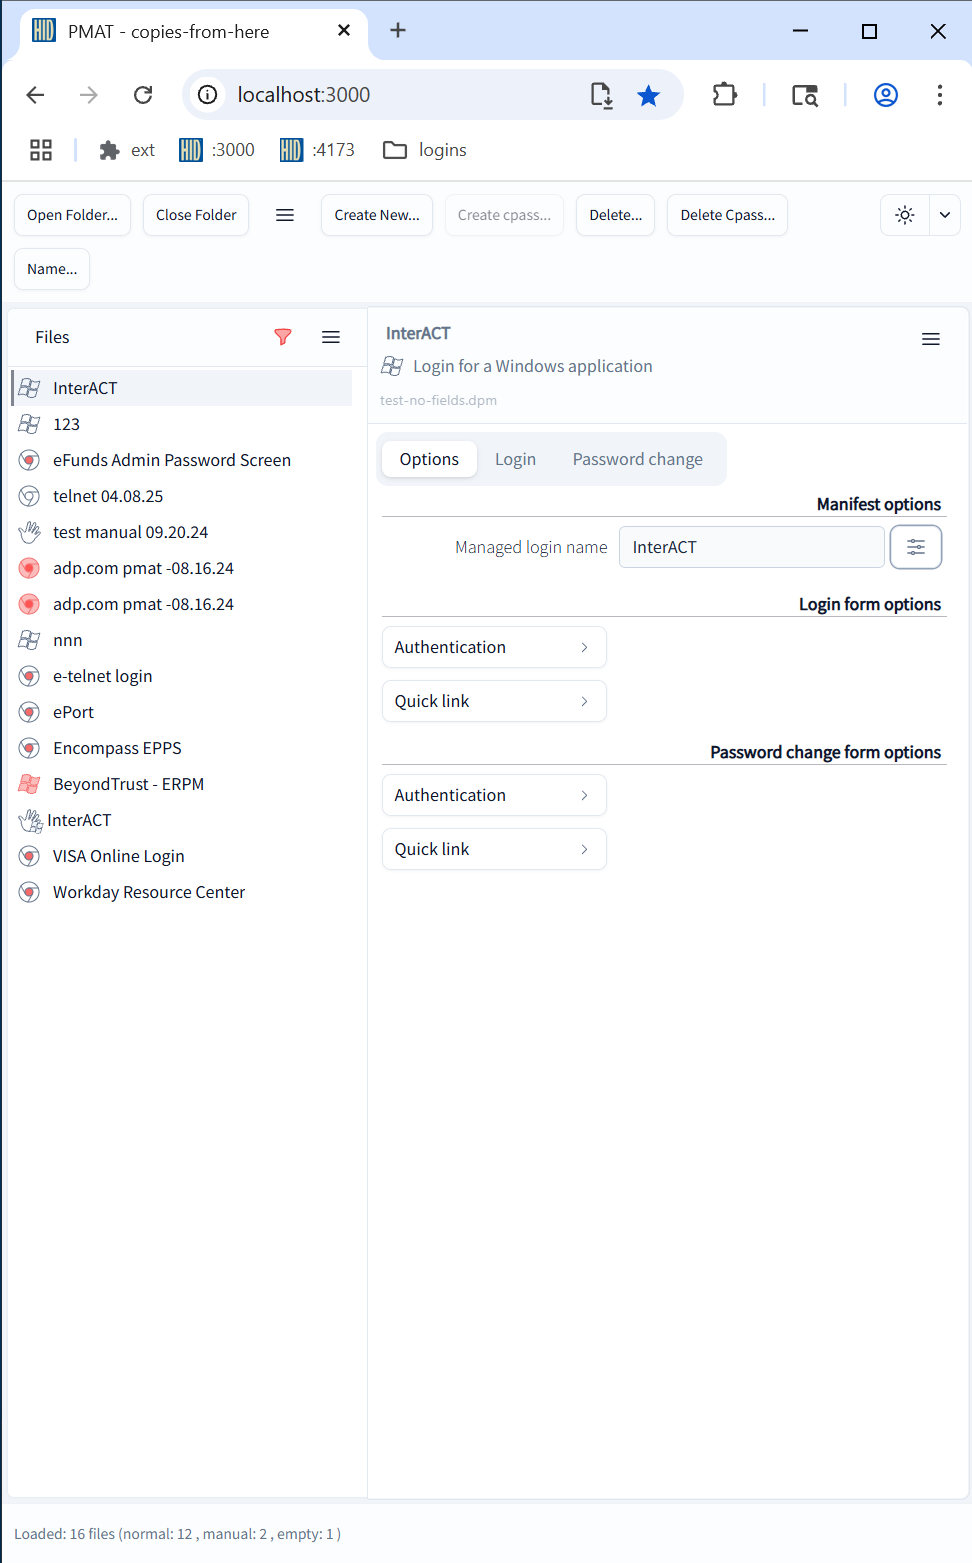 HID PMAT - copies-from-here
localhost:3000
ext HID :3000 HID :4173 logins
Open Folder... Close Folder Create New... Create cpass... Delete... Delete Cpass...
Name...
Files
InterACT
123
eFunds Admin Password Screen
telnet 04.08.25
test manual 09.20.24
adp.com pmat -08.16.24
adp.com pmat -08.16.24
nnn
e-telnet login
ePort
Encompass EPPS
BeyondTrust - ERPM
InterACT
VISA Online Login
Workday Resource Center
InterACT
Login for a Windows application
test-no-fields.dpm
Options Login Password change
Manifest options
Managed login name InterACT
Login form options
Authentication
Quick link
Password change form options
Authentication
Quick link
Loaded: 16 files (normal: 12 , manual: 2 , empty: 1 )